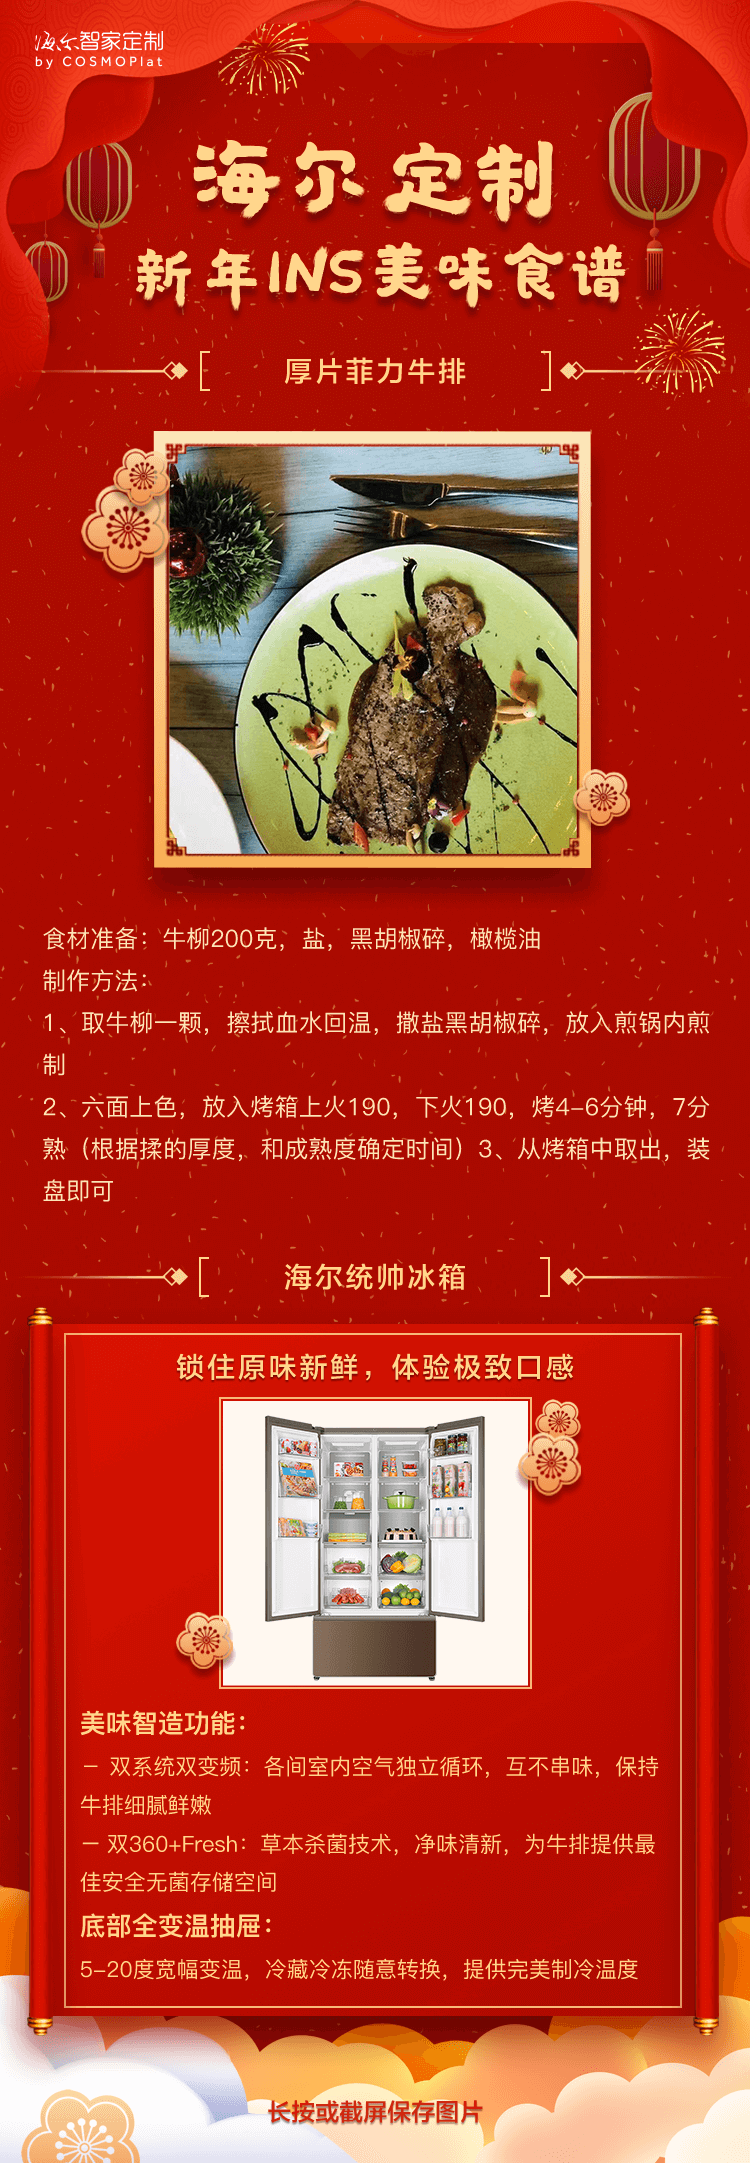 海尔智家定制
by COSMOPlat
海尔定制
新年INS美味食谱
厚片菲力牛排
食材准备：牛柳200克，盐，黑胡椒碎，橄榄油
制作方法：
1、取牛柳一颗，擦拭血水回温，撒盐黑胡椒碎，放入煎锅内煎
制
2、六面上色，放入烤箱上火190，下火190，烤4-6分钟，7分
熟（根据揉的厚度，和成熟度确定时间）3、从烤箱中取出，装
盘即可
海尔统帅冰箱
锁住原味新鲜，体验极致口感
美味智造功能：
－ 双系统双变频：各间室内空气独立循环，互不串味，保持
牛排细腻鲜嫩
－ 双360+Fresh：草本杀菌技术，净味清新，为牛排提供最
佳安全无菌存储空间
底部全变温抽屉：
5-20度宽幅变温，冷藏冷冻随意转换，提供完美制冷温度
长按或截屏保存图片